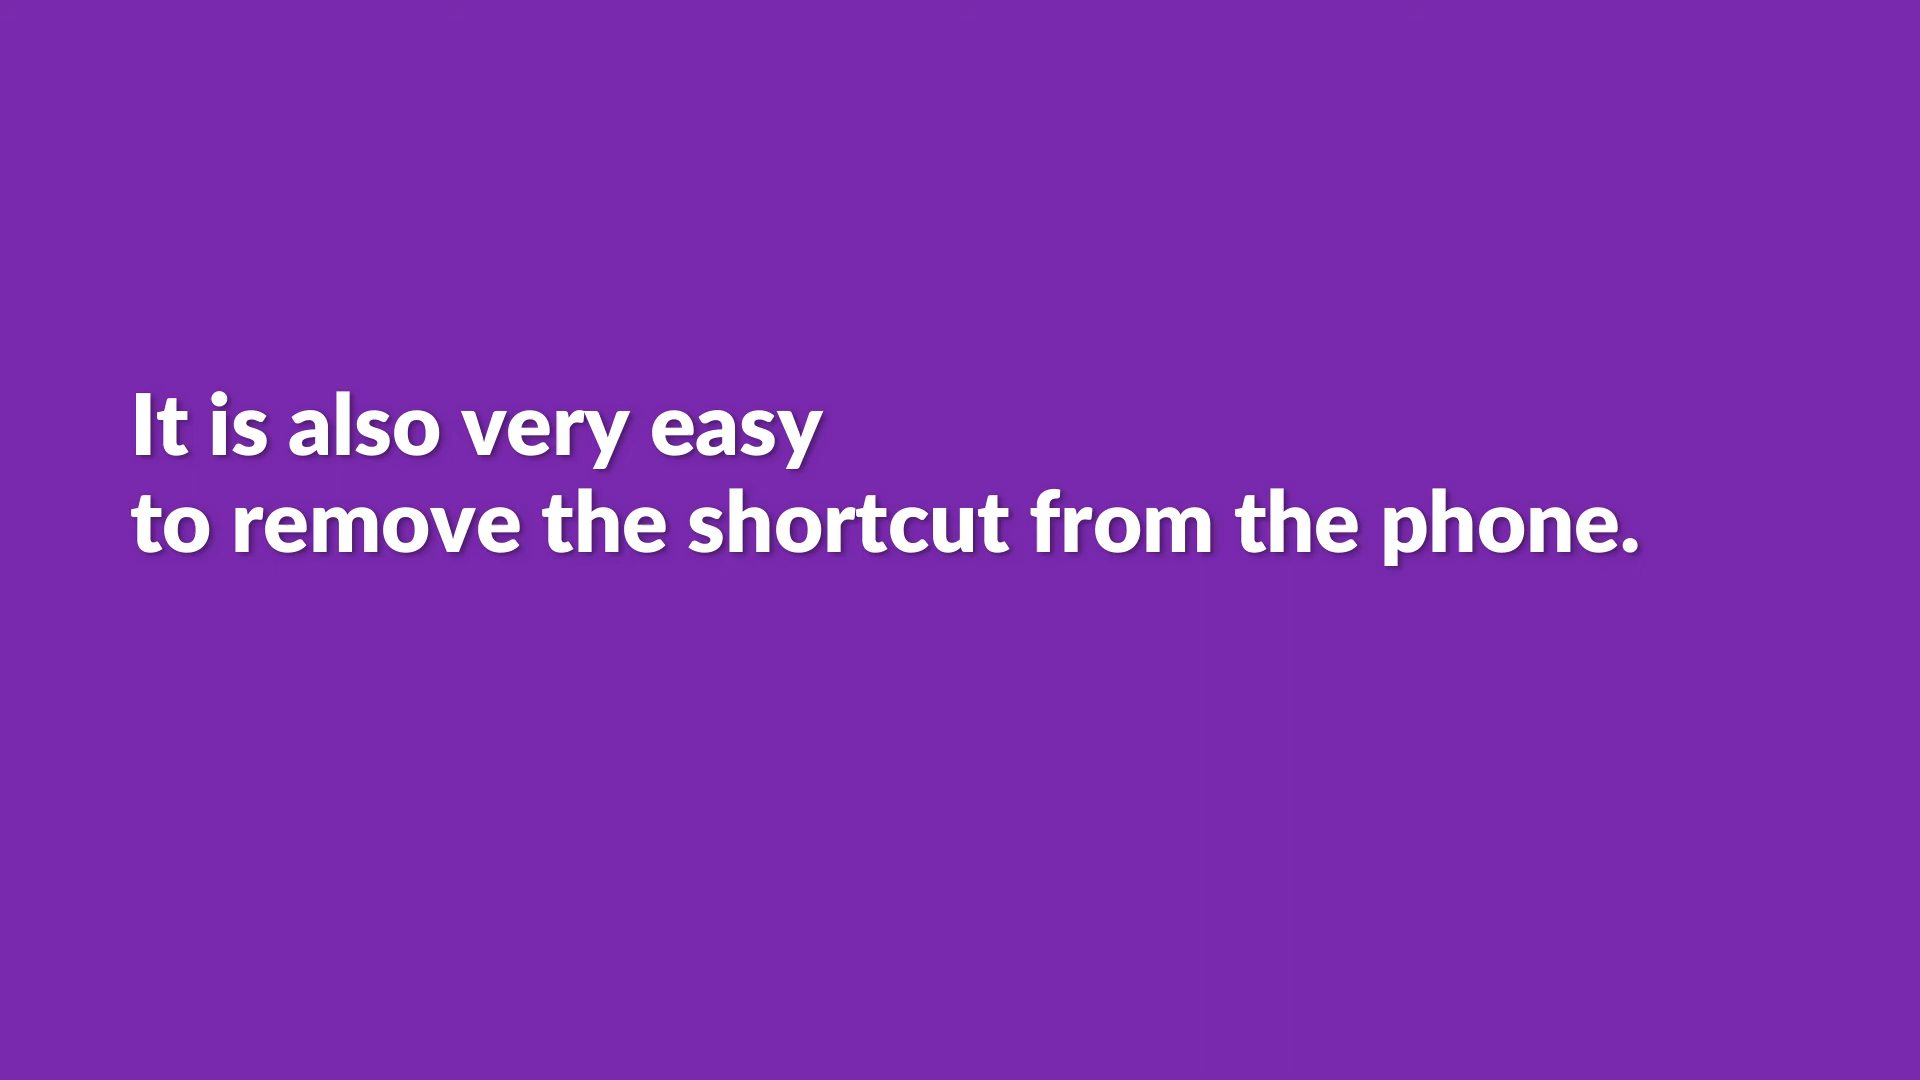 It is also very easy
to remove the shortcut from the phone.